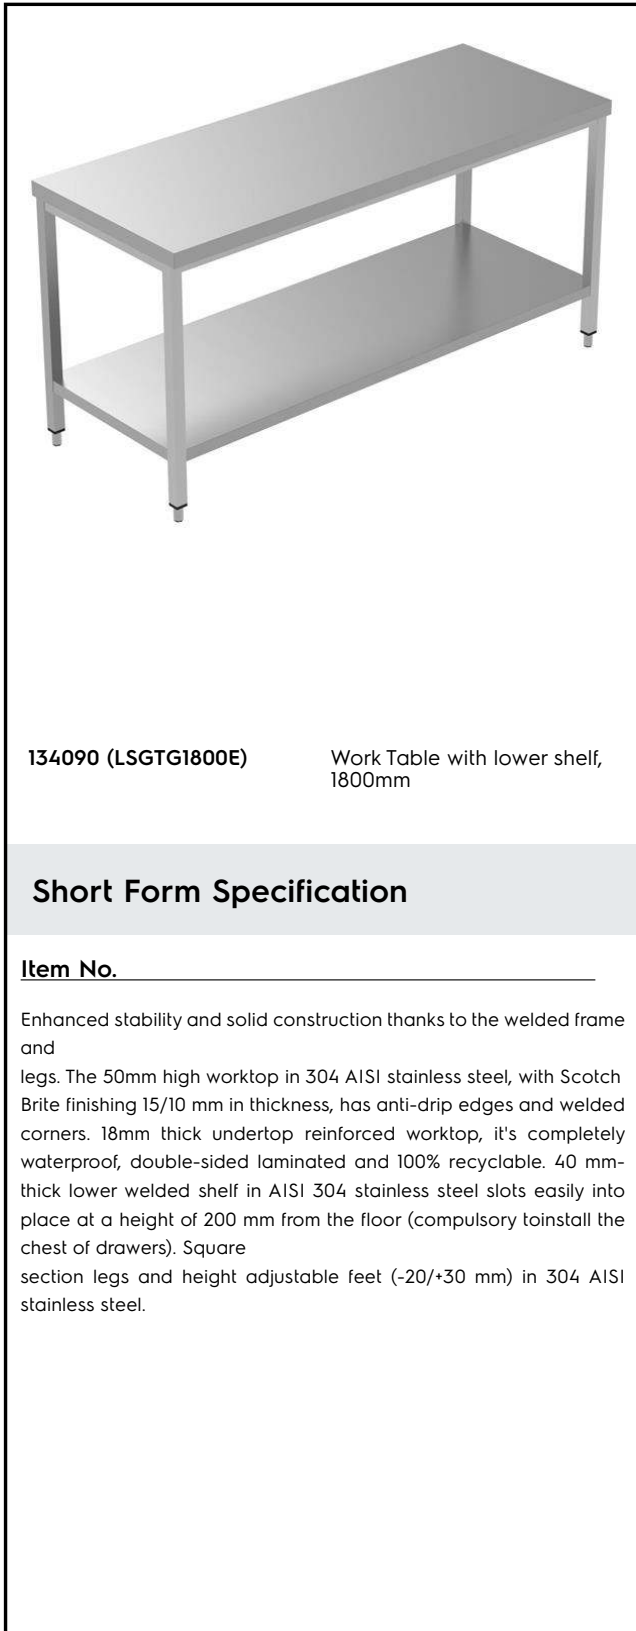 134090 (LSGTG1800E)
Work Table with lower shelf,
1800mm
Short Form Specification
Item No.
Enhanced stability and solid construction thanks to the welded frame
and
legs. The 50mm high worktop in 304 AISI stainless steel, with Scotch
Brite finishing 15/10 mm in thickness, has anti-drip edges and welded
corners. 18mm thick undertop reinforced worktop, it's completely
waterproof, double-sided laminated and 100% recyclable. 40 mm-
thick lower welded shelf in AISI 304 stainless steel slots easily into
place at a height of 200 mm from the floor (compulsory toinstall the
chest of drawers). Square
section legs and height adjustable feet (-20/+30 mm) in 304 AISI
stainless steel.